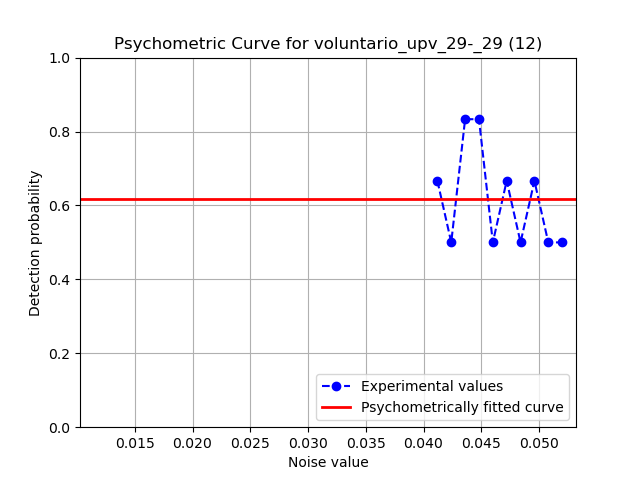 Psychometric Curve for voluntario_upv_29-_29 (12)
1.0
0.8
0.6
0.4
0.2
0.0
Detection probability
Experimental values
Psychometrically fitted curve
0.015 0.020 0.025 0.030 0.035 0.040 0.045 0.050
Noise value